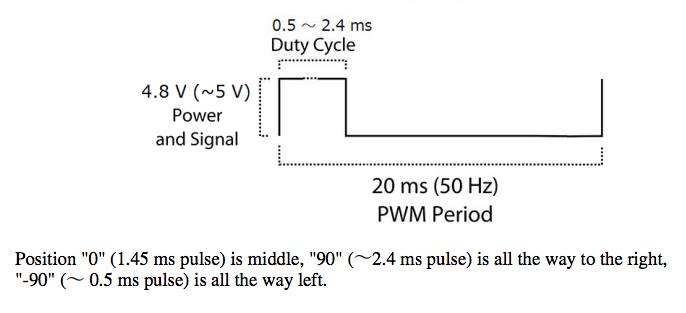 0.5 ~ 2.4 ms
Duty Cycle
4.8 V (~5 V)
Power
and Signal
20 ms (50 Hz)
PWM Period
Position "0" (1.45 ms pulse) is middle, "90" (~2.4 ms pulse) is all the way to the right,
"-90" (~ 0.5 ms pulse) is all the way left.